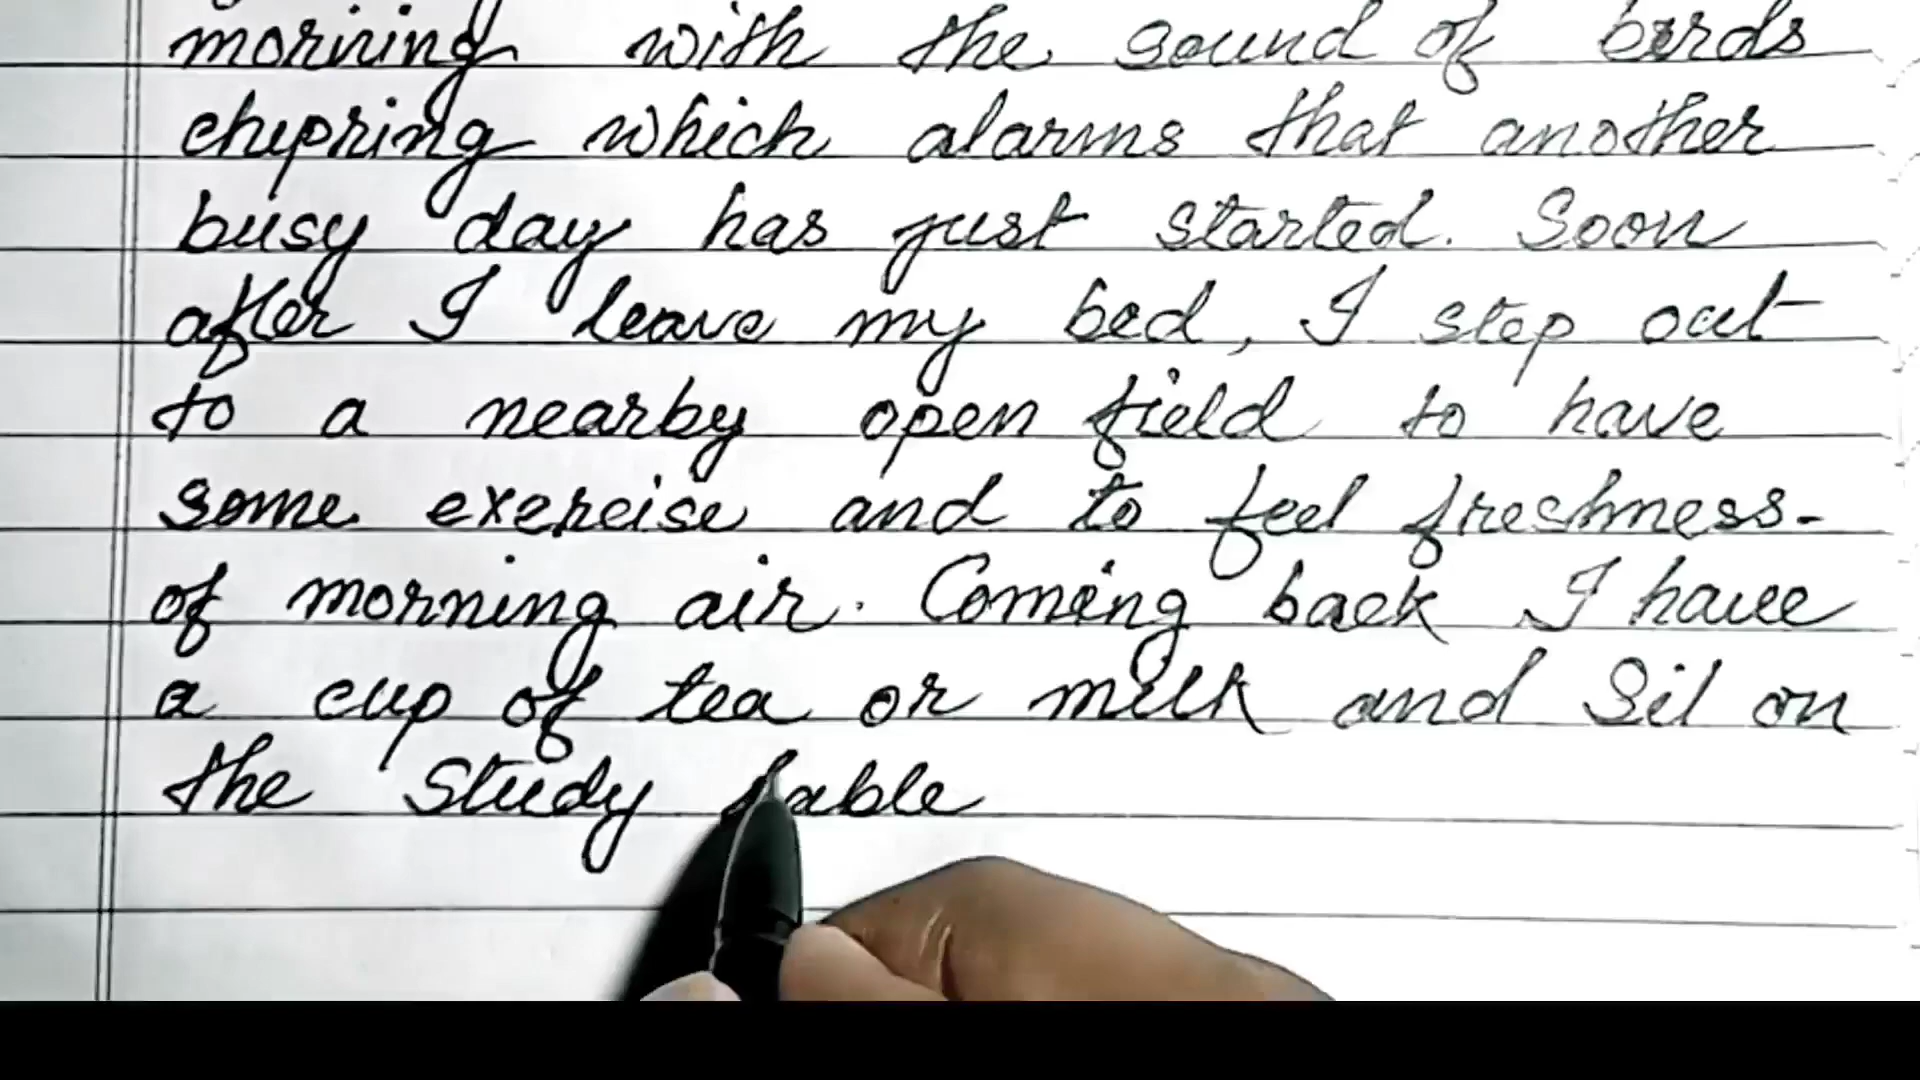 morning with the sound of birds
chirpring which alarms that another
busy day has just started. Soon
after I leave my bed, I step out
to a nearby open field to have
some exercise and to feel freshness-
of morning air. Coming back I have
a cup of tea or milk and Sit on
the study table